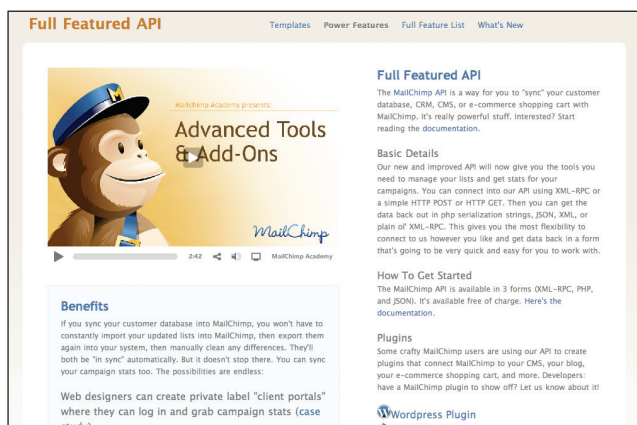 Full Featured API
Templates Power Features Full Feature List What's New
Mailchimp Academy presents:
Advanced Tools
& Add-Ons
MailChimp
2:42 MailChimp Academy
Benefits
If you sync your customer database into MailChimp, you won't have to
constantly import your updated lists into MailChimp, then export them
again into your system, then manually clean any differences. They'll
both be "in sync" automatically. But it doesn't stop there. You can sync
your campaign stats too. The possibilities are endless:
Web designers can create private label "client portals"
where they can log in and grab campaign stats (case
study)
Full Featured API
The MailChimp API is a way for you to "sync" your customer
database, CRM, CMS, or e-commerce shopping cart with
MailChimp. It's really powerful stuff. Interested? Start
reading the documentation.
Basic Details
Our new and improved API will now give you the tools you
need to manage your lists and get stats for your
campaigns. You can connect into our API using XML-RPC or
a simple HTTP POST or HTTP GET. Then you can get the
data back out in php serialization strings, JSON, XML, or
plain ol' XML-RPC. This gives you the most flexibility to
connect to us however you like and get data back in a form
that's going to be very quick and easy for you to work with.
How To Get Started
The MailChimp API is available in 3 forms (XML-RPC, PHP,
and JSON). It's available free of charge. Here's the
documentation.
Plugins
Some crafty MailChimp users are using our API to create
plugins that connect MailChimp to your CMS, your blog,
your e-commerce shopping cart, and more. Developers:
have a MailChimp plugin to show off? Let us know about it!
Wordpress Plugin